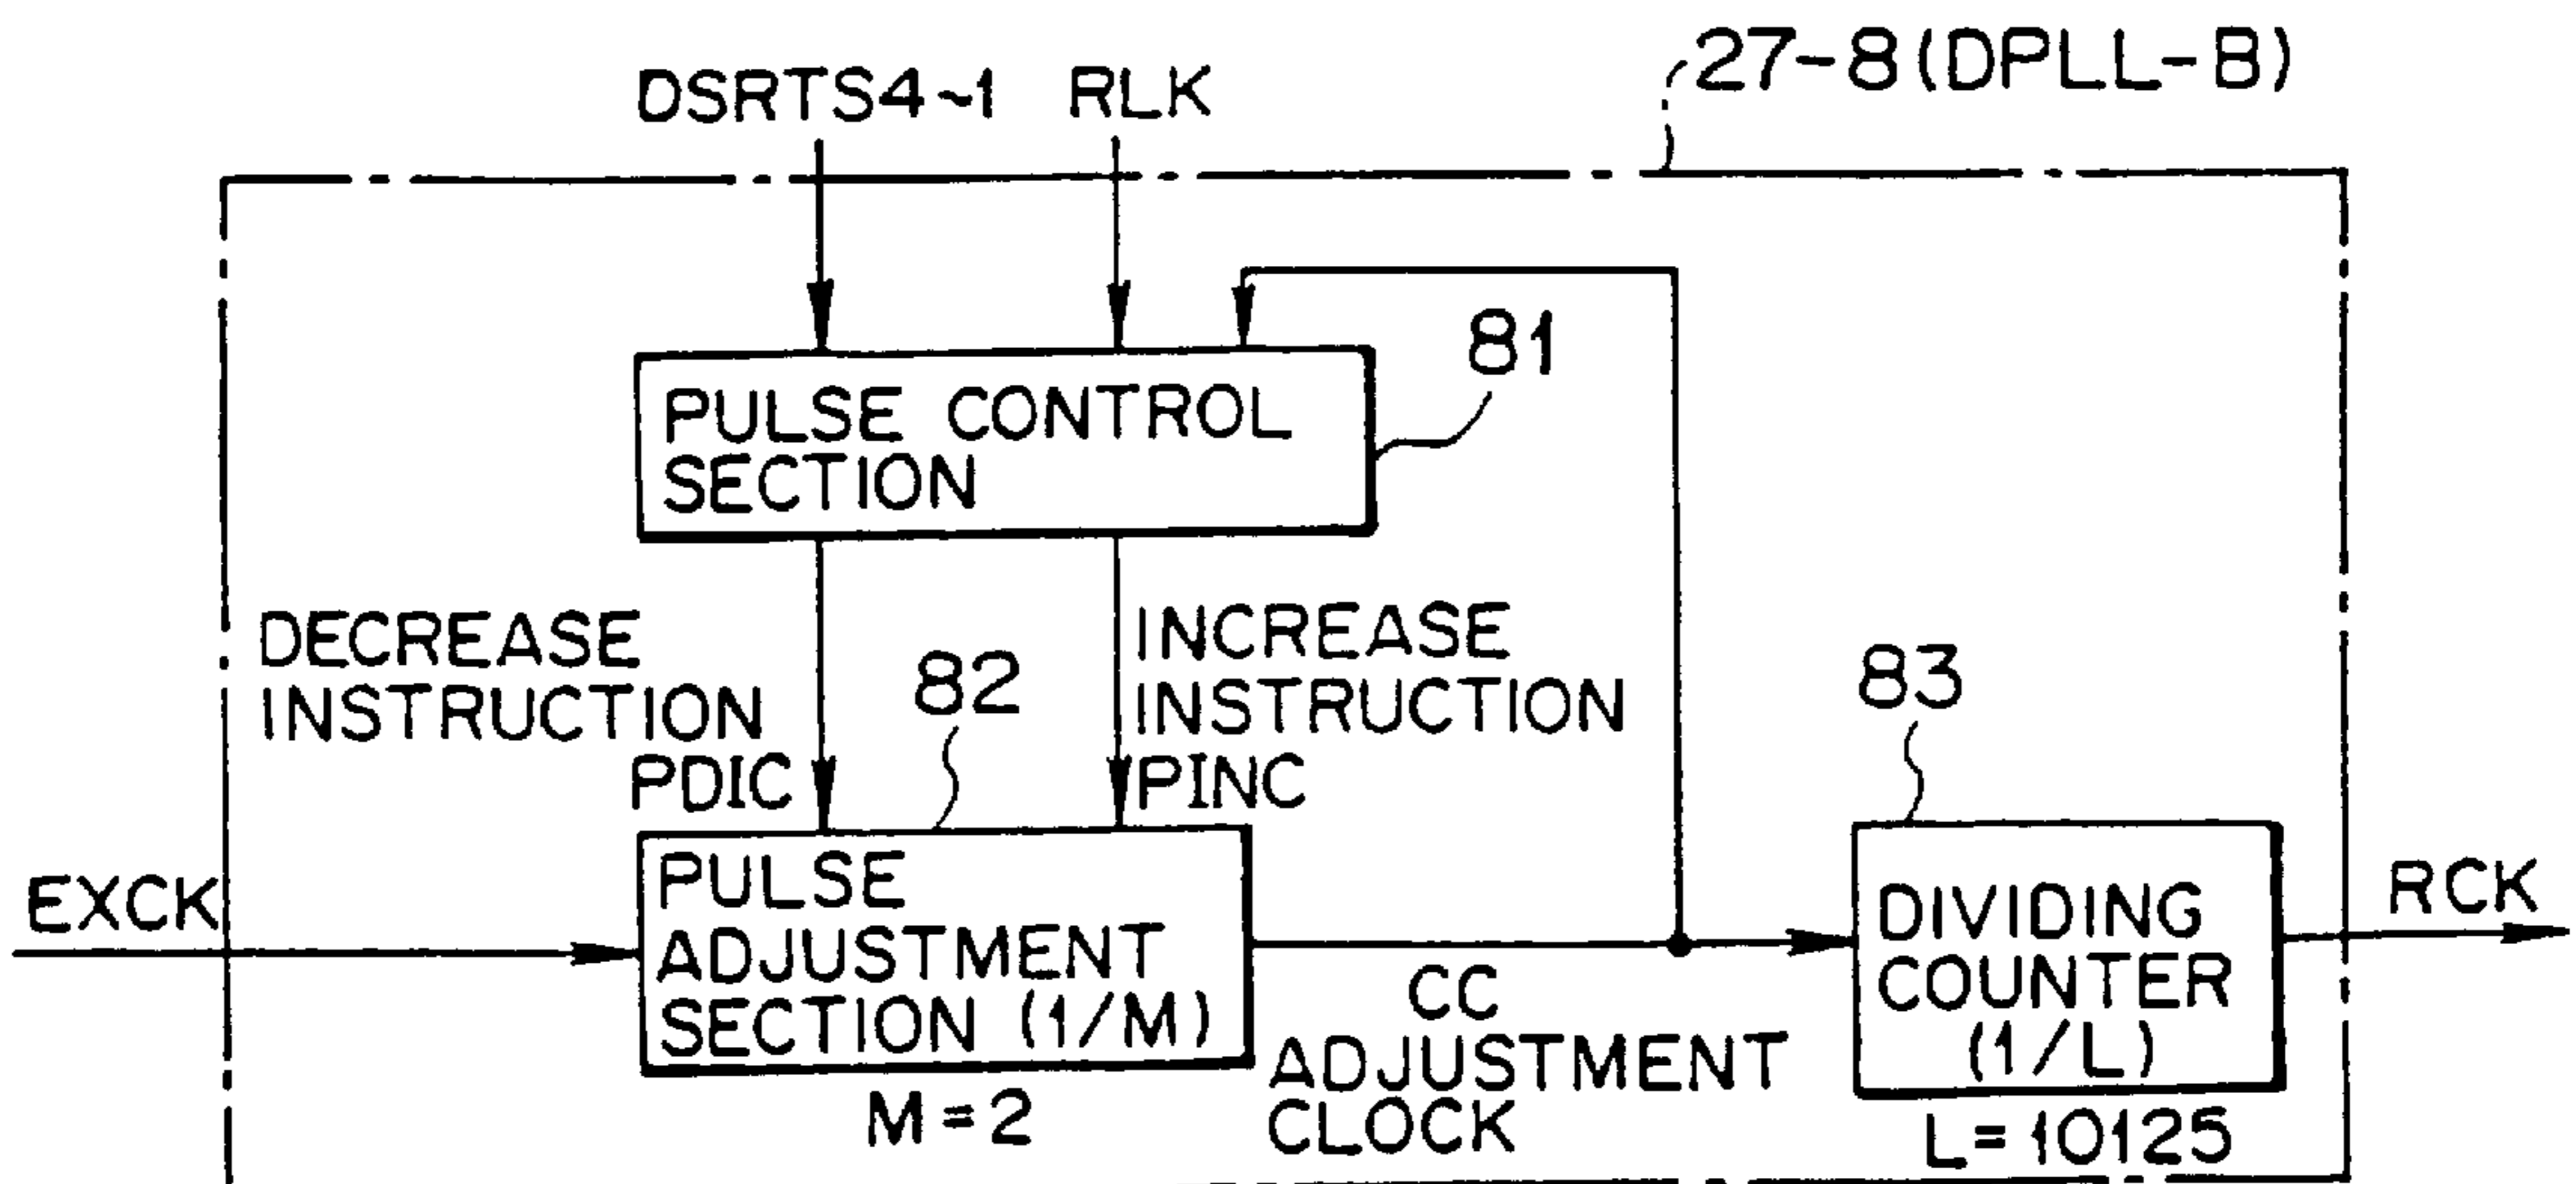 27-8(DPLL-B)
DSRTS4~1 RLK
81
PULSE CONTROL
SECTION
DECREASE
INSTRUCTION
PDIC
INCREASE
INSTRUCTION
PINC
82
83
EXCK
PULSE
ADJUSTMENT
SECTION (1/M)
M=2
CC
ADJUSTMENT
CLOCK
DIVIDING
COUNTER
(1/L)
L=10125
RCK